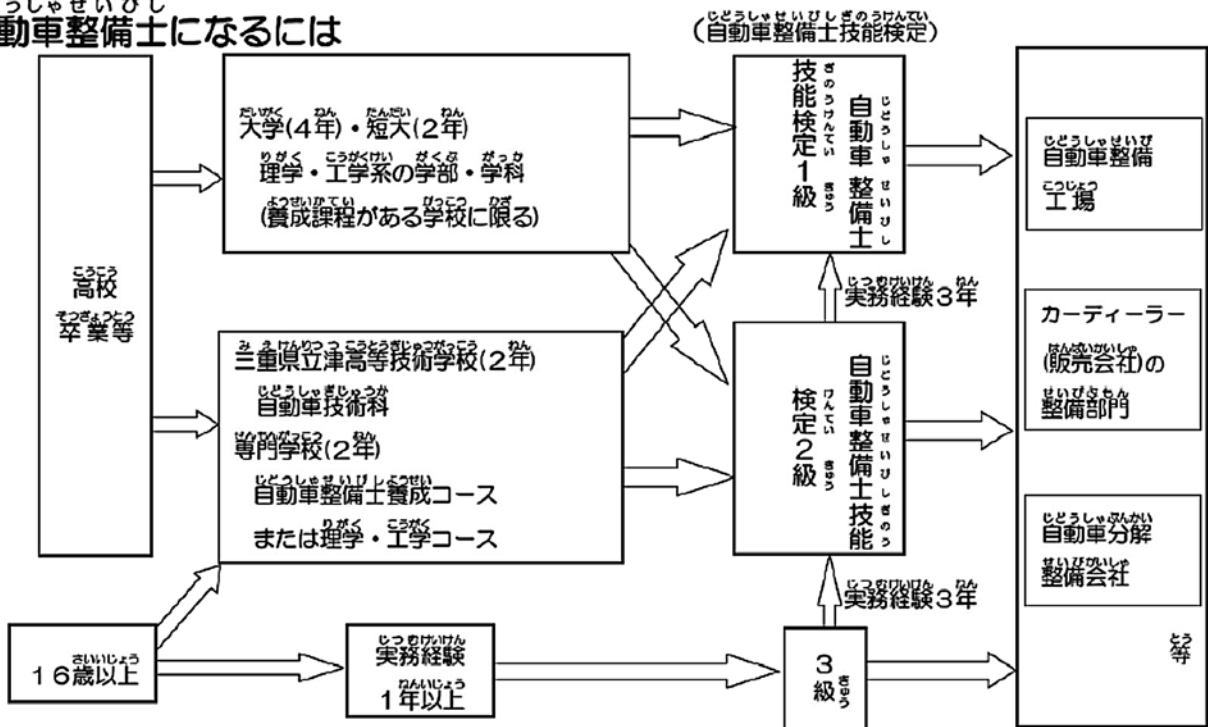 動車整備士になるには
(自動車整備士技能検定)
高校
卒業等
大学(4年)・短大(2年)
理学・工学系の学部・学科
(養成課程がある学校に限る)
三重県立津高等技術学校(2年)
自動車技術科
専門学校(2年)
自動車整備士養成コース
または理学・工学コース
16歳以上
実務経験
1年以上
自動車整備士
技能検定1級
実務経験3年
自動車整備士技能
検定2級
実務経験3年
3級
自動車整備
工場
カーディーラー
(販売会社)の
整備部門
自動車分解
整備会社
等